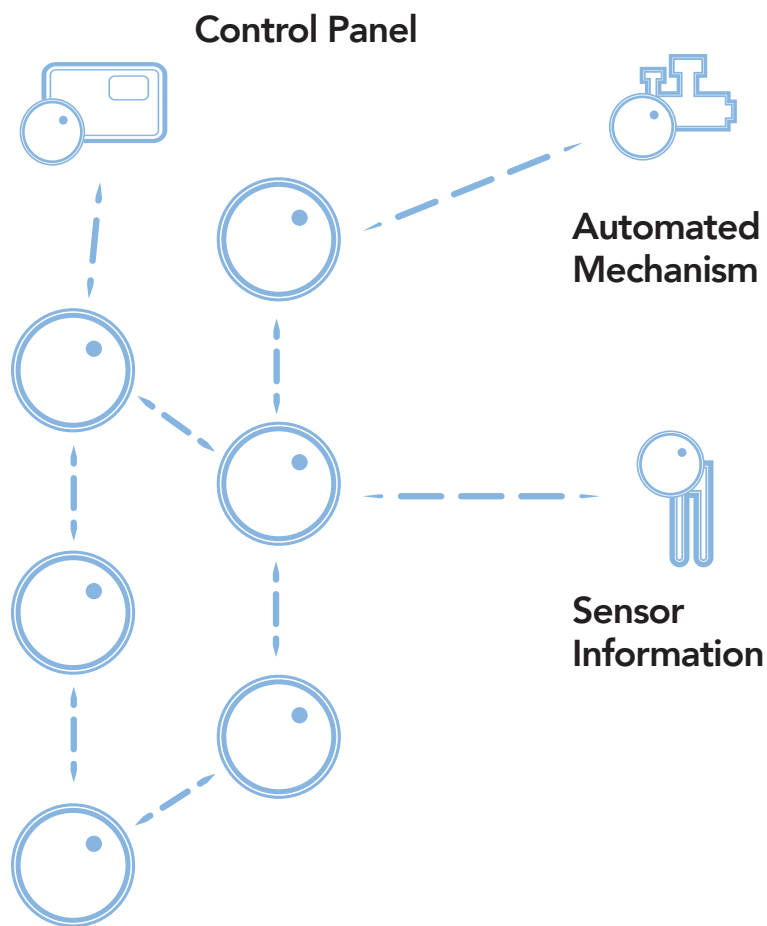 Control Panel
Automated
Mechanism
Sensor
Information